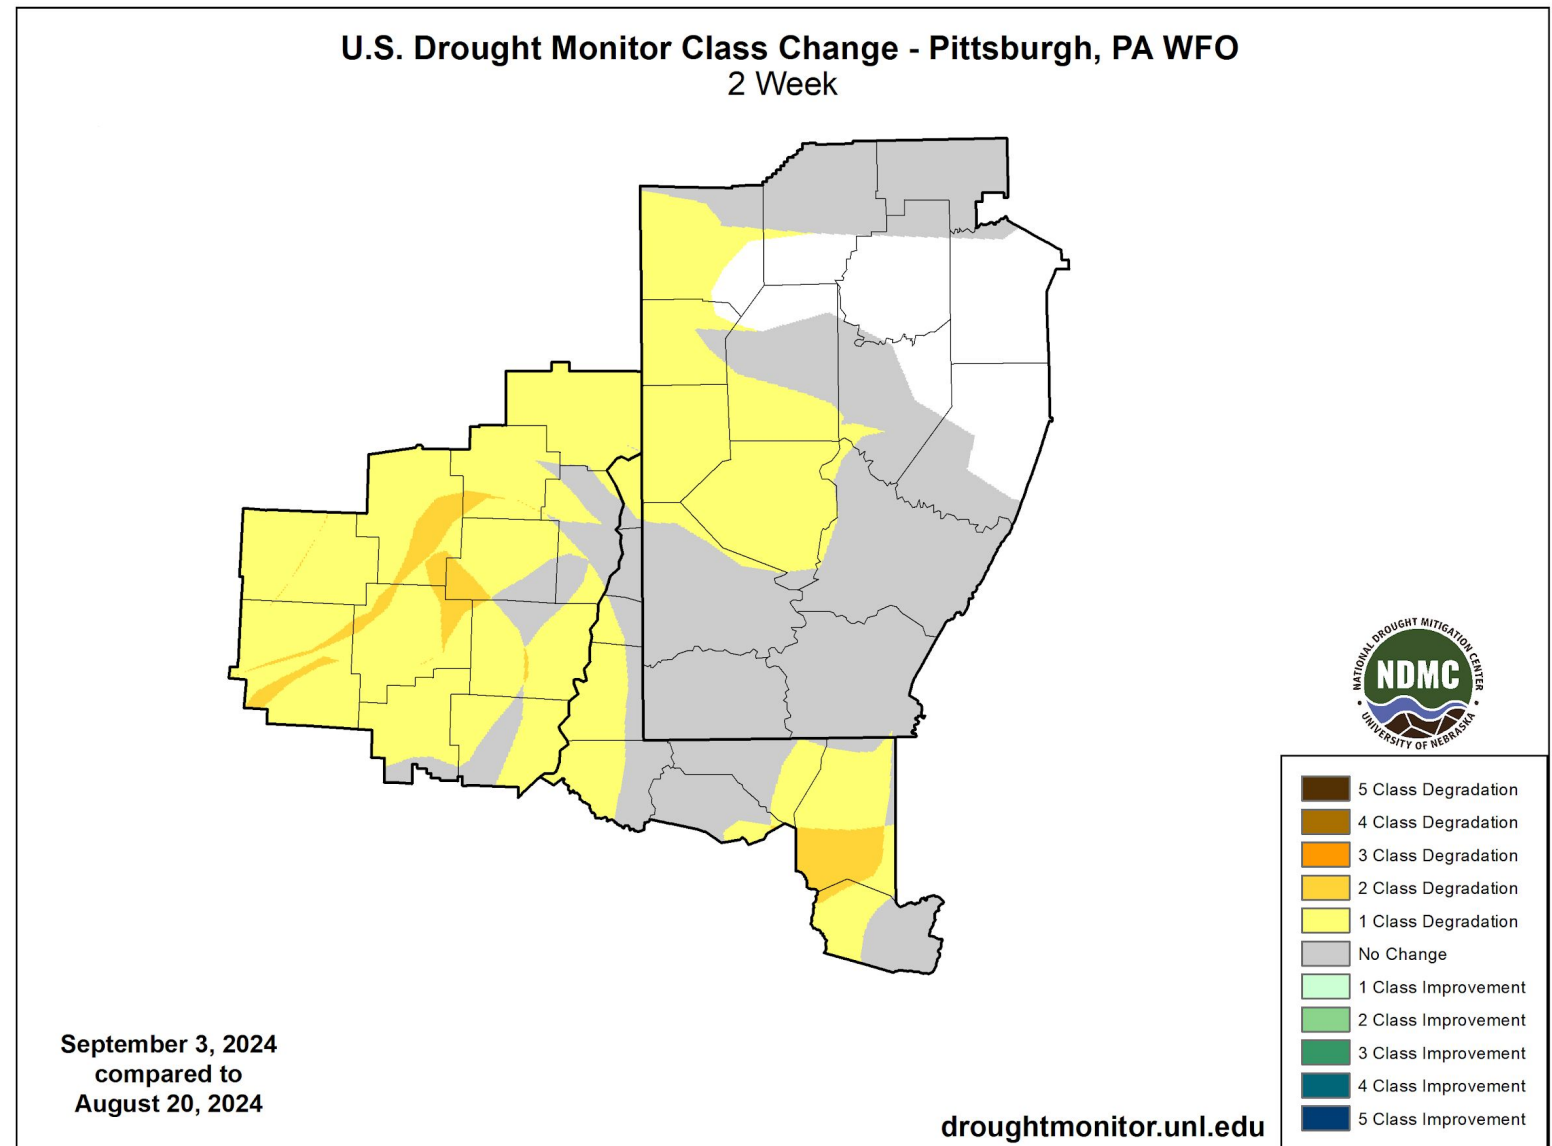 U.S. Drought Monitor Class Change - Pittsburgh, PA WFO
2 Week
NATIONAL DROUGHT MITIGATION CENTER
NDMC
UNIVERSITY OF NEBRASKA
5 Class Degradation
4 Class Degradation
3 Class Degradation
2 Class Degradation
1 Class Degradation
No Change
1 Class Improvement
2 Class Improvement
3 Class Improvement
4 Class Improvement
5 Class Improvement
September 3, 2024
compared to
August 20, 2024
droughtmonitor.unl.edu